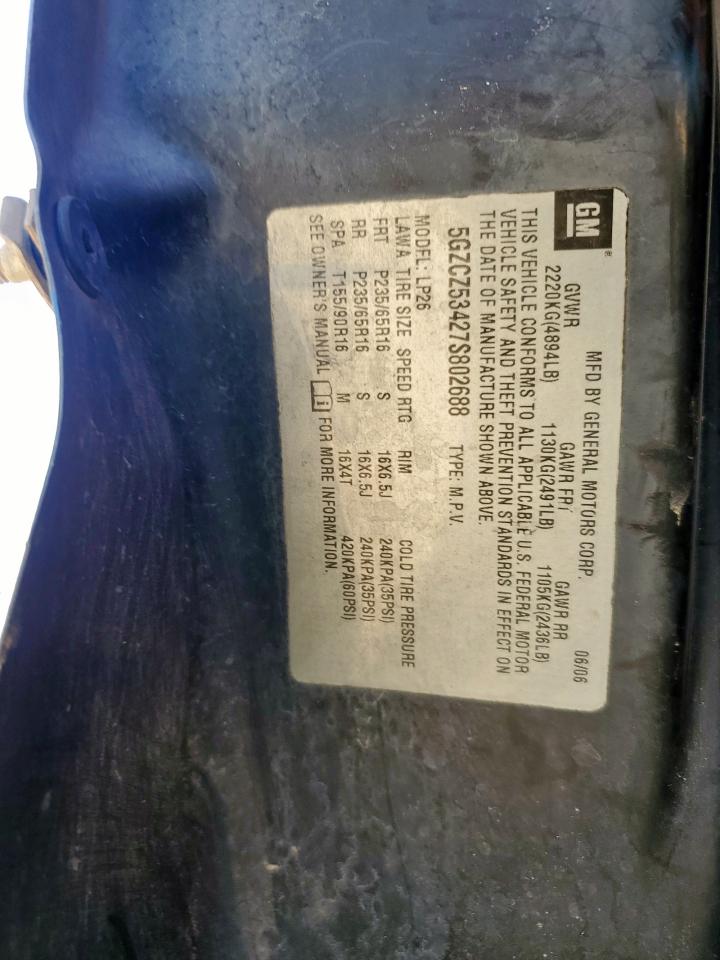 GM®
MFD BY GENERAL MOTORS CORP. 06/06
GVWR GAWR FRT GAWR RR
2220KG(4894LB) 1130KG(2491LB) 1105KG(2436LB)
THIS VEHICLE CONFORMS TO ALL APPLICABLE U.S. FEDERAL MOTOR
VEHICLE SAFETY AND THEFT PREVENTION STANDARDS IN EFFECT ON
THE DATE OF MANUFACTURE SHOWN ABOVE.
5GZCZ53427S802688 TYPE: M.P.V.
MODEL: LP26
LAWA TIRE SIZE SPEED RTG RIM COLD TIRE PRESSURE
FRT P235/65R16 S 16X6.5J 240KPA(35PSI)
RR P235/65R16 S 16X6.5J 240KPA(35PSI)
SPA T155/90R16 M 16X4T 420KPA(60PSI)
SEE OWNER'S MANUAL i FOR MORE INFORMATION.